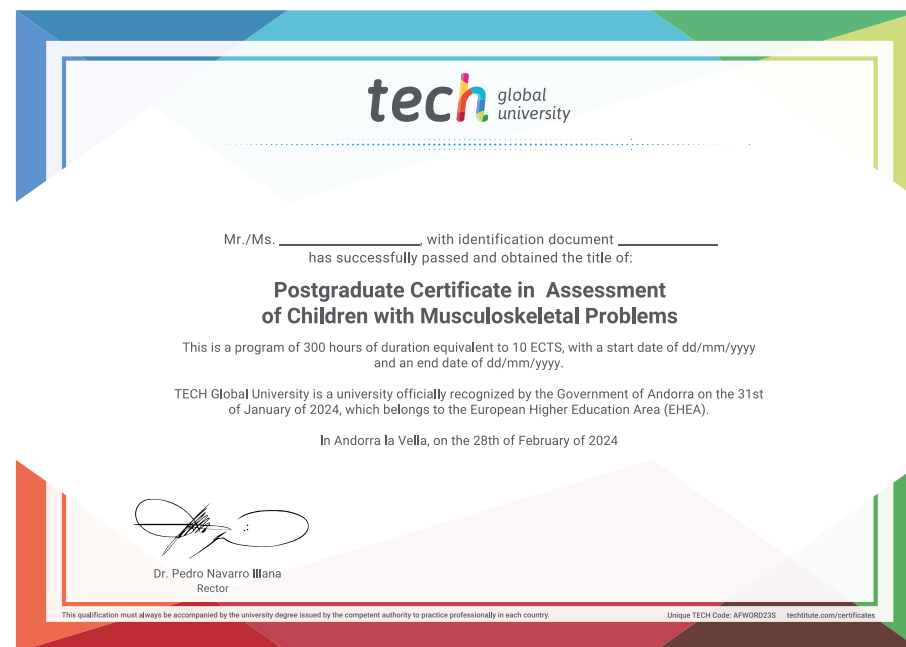 tech global
university
Mr./Ms. ________________, with identification document ____________
has successfully passed and obtained the title of:
Postgraduate Certificate in Assessment
of Children with Musculoskeletal Problems
This is a program of 300 hours of duration equivalent to 10 ECTS, with a start date of dd/mm/yyyy
and an end date of dd/mm/yyyy.
TECH Global University is a university officially recognized by the Government of Andorra on the 31st
of January of 2024, which belongs to the European Higher Education Area (EHEA).
In Andorra la Vella, on the 28th of February of 2024
Dr. Pedro Navarro Illana
Rector
This qualification must always be accompanied by the university degree issued by the competent authority to practice professionally in each country.
Unique TECH Code: AFWORD23S techtitute.com/certificates